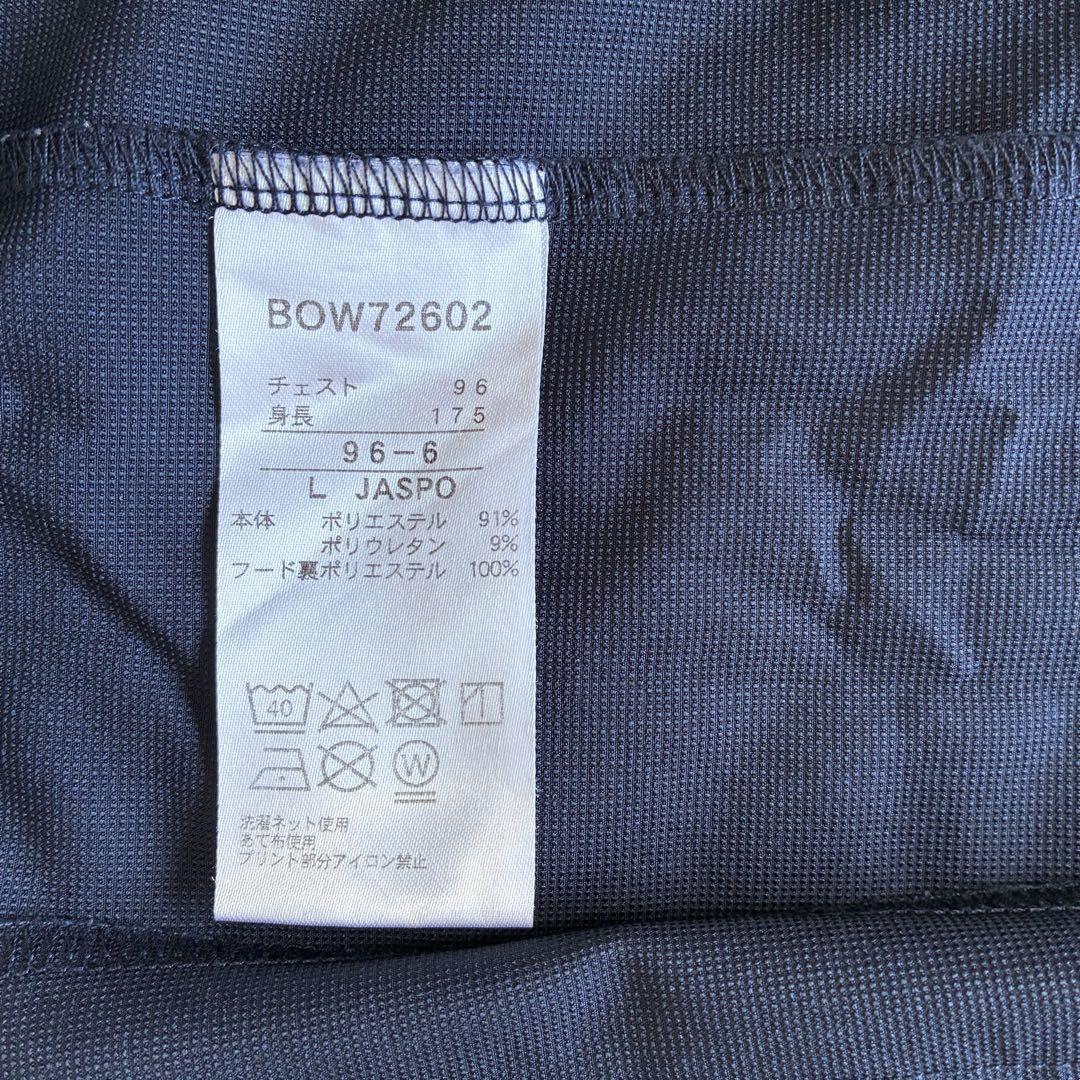 BOW72602
チェスト 96
身長 175
96-6
L JASPO
本体 ポリエステル 91%
ポリウレタン 9%
フード裏ポリエステル 100%
40
W
洗濯ネット使用
あて布使用
プリント部分アイロン禁止